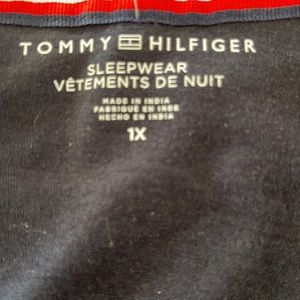 TOMMY HILFIGER
SLEEPWEAR
VÊTEMENTS DE NUIT
MADE IN INDIA
FABRIQUÉ EN INDE
HECHO EN INDIA
1X